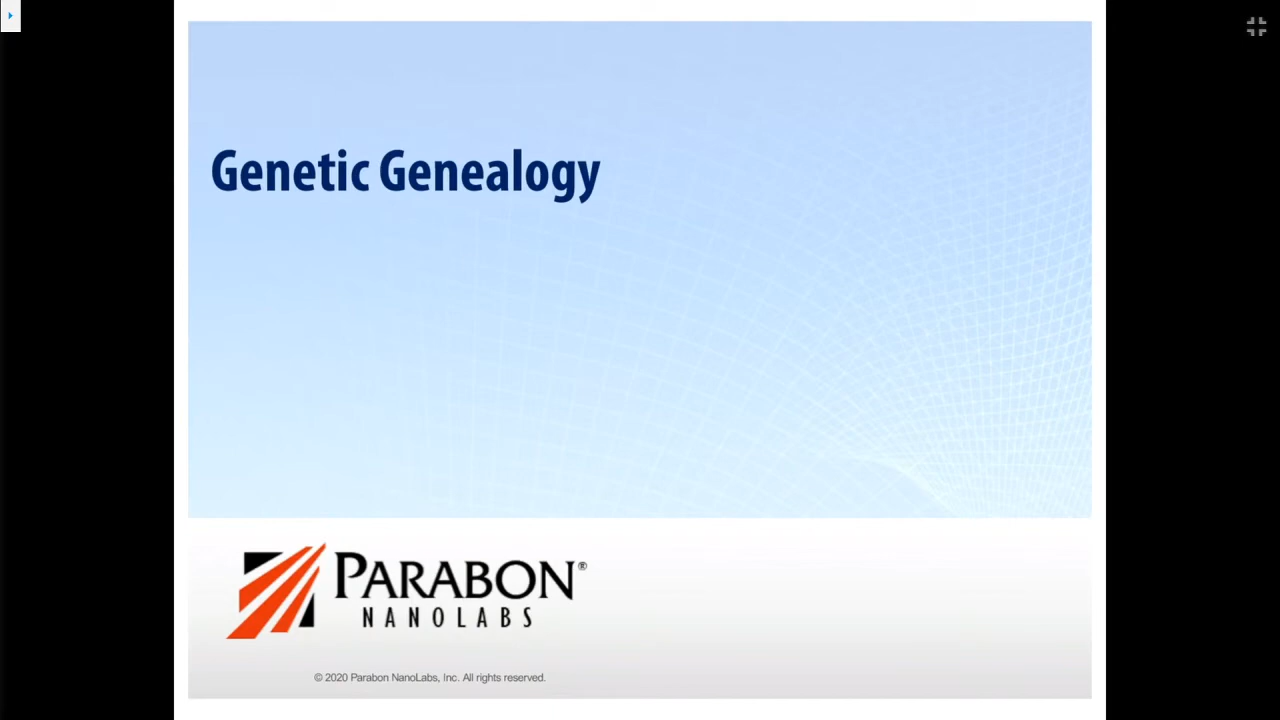 Genetic Genealogy
PARABON®
NANOLABS
© 2020 Parabon NanoLabs, Inc. All rights reserved.